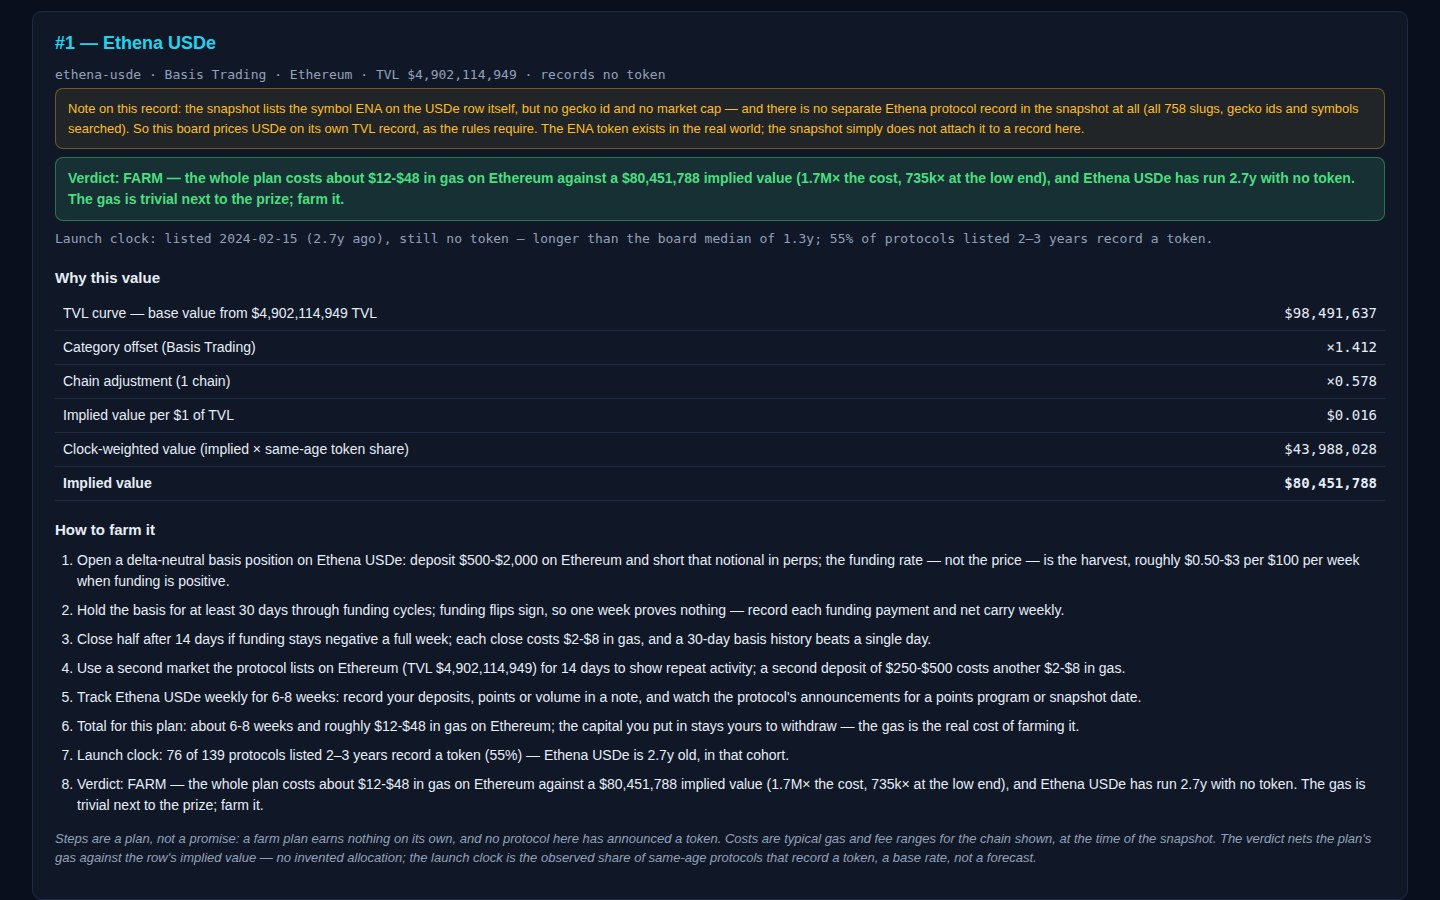 #1 — Ethena USDe
ethena-usde · Basis Trading · Ethereum · TVL $4,902,114,949 · records no token
Note on this record: the snapshot lists the symbol ENA on the USDe row itself, but no gecko id and no market cap — and there is no separate Ethena protocol record in the snapshot at all (all 758 slugs, gecko ids and symbols
searched). So this board prices USDe on its own TVL record, as the rules require. The ENA token exists in the real world; the snapshot simply does not attach it to a record here.
Verdict: FARM — the whole plan costs about $12-$48 in gas on Ethereum against a $80,451,788 implied value (1.7M× the cost, 735k× at the low end), and Ethena USDe has run 2.7y with no token.
The gas is trivial next to the prize; farm it.
Launch clock: listed 2024-02-15 (2.7y ago), still no token — longer than the board median of 1.3y; 55% of protocols listed 2–3 years record a token.
Why this value
TVL curve — base value from $4,902,114,949 TVL $98,491,637
Category offset (Basis Trading) ×1.412
Chain adjustment (1 chain) ×0.578
Implied value per $1 of TVL $0.016
Clock-weighted value (implied × same-age token share) $43,988,028
Implied value $80,451,788
How to farm it
1. Open a delta-neutral basis position on Ethena USDe: deposit $500-$2,000 on Ethereum and short that notional in perps; the funding rate — not the price — is the harvest, roughly $0.50-$3 per $100 per week
when funding is positive.
2. Hold the basis for at least 30 days through funding cycles; funding flips sign, so one week proves nothing — record each funding payment and net carry weekly.
3. Close half after 14 days if funding stays negative a full week; each close costs $2-$8 in gas, and a 30-day basis history beats a single day.
4. Use a second market the protocol lists on Ethereum (TVL $4,902,114,949) for 14 days to show repeat activity; a second deposit of $250-$500 costs another $2-$8 in gas.
5. Track Ethena USDe weekly for 6-8 weeks: record your deposits, points or volume in a note, and watch the protocol's announcements for a points program or snapshot date.
6. Total for this plan: about 6-8 weeks and roughly $12-$48 in gas on Ethereum; the capital you put in stays yours to withdraw — the gas is the real cost of farming it.
7. Launch clock: 76 of 139 protocols listed 2–3 years record a token (55%) — Ethena USDe is 2.7y old, in that cohort.
8. Verdict: FARM — the whole plan costs about $12-$48 in gas on Ethereum against a $80,451,788 implied value (1.7M× the cost, 735k× at the low end), and Ethena USDe has run 2.7y with no token. The gas is
trivial next to the prize; farm it.
Steps are a plan, not a promise: a farm plan earns nothing on its own, and no protocol here has announced a token. Costs are typical gas and fee ranges for the chain shown, at the time of the snapshot. The verdict nets the plan's
gas against the row's implied value — no invented allocation; the launch clock is the observed share of same-age protocols that record a token, a base rate, not a forecast.